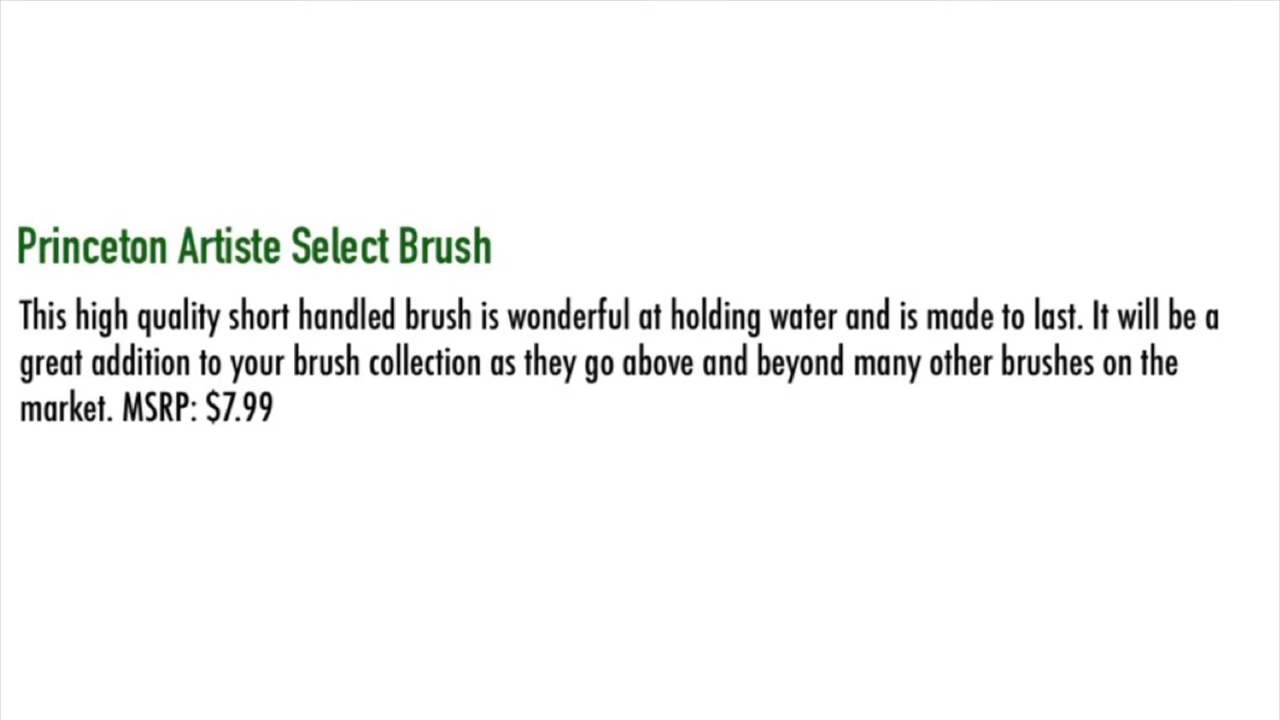 Princeton Artiste Select Brush
This high quality short handled brush is wonderful at holding water and is made to last. It will be a
great addition to your brush collection as they go above and beyond many other brushes on the
market. MSRP: $7.99